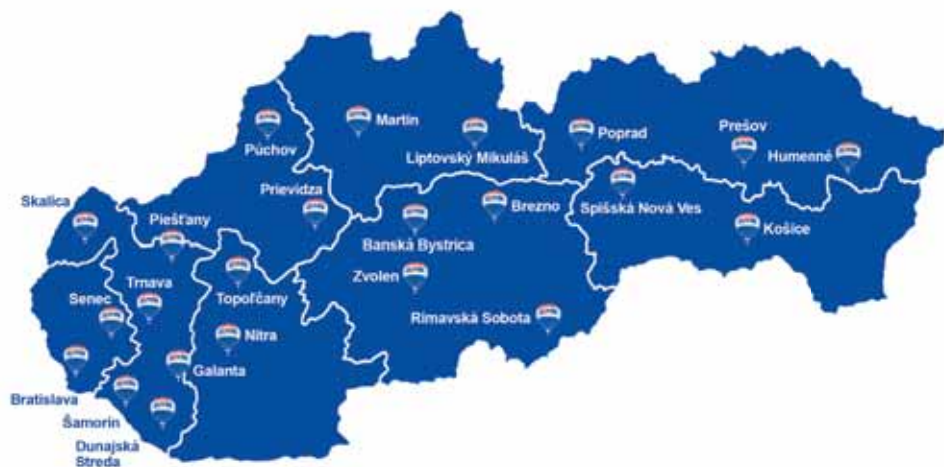 Martin
Púchov
Poprad
Prešov
Liptovský Mikuláš
Humenné
Prievidza
Skalica
Brezno
Spišská Nová Ves
Piešťany
Košice
Banská Bystrica
Zvolen
Trnava
Topoľčany
Senec
Rimavská Sobota
Nitra
Galanta
Bratislava
Šamorín
Dunajská
Streda